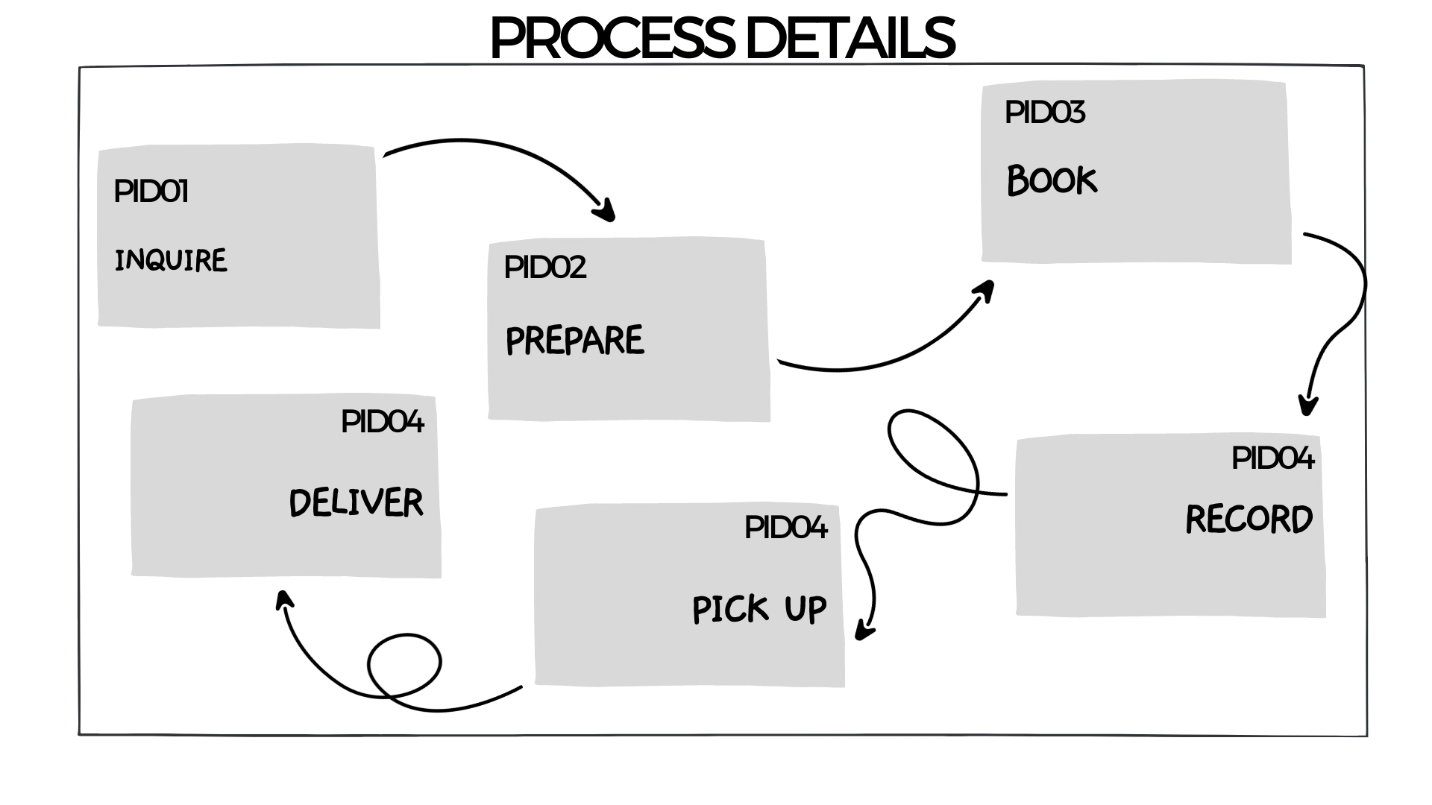 PROCESS DETAILS
PID01
INQUIRE
PID02
PREPARE
PID03
BOOK
PID04
RECORD
PID04
PICK UP
PID04
DELIVER